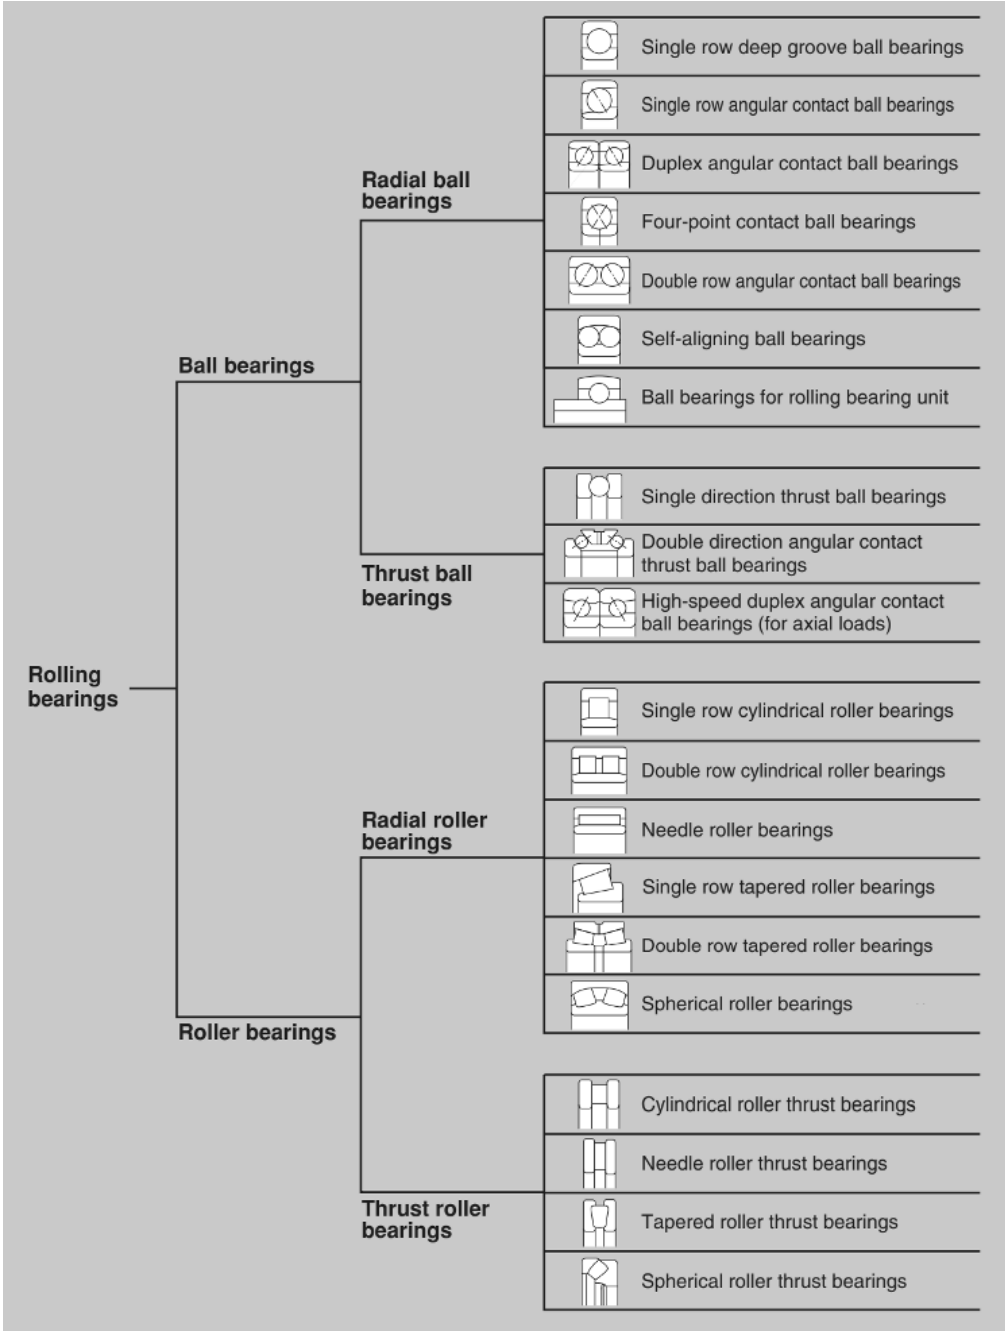 Single row deep groove ball bearings
Single row angular contact ball bearings
Duplex angular contact ball bearings
Radial ball
bearings
Four-point contact ball bearings
Double row angular contact ball bearings
Self-aligning ball bearings
Ball bearings
Ball bearings for rolling bearing unit
Single direction thrust ball bearings
Double direction angular contact
thrust ball bearings
Thrust ball
bearings
High-speed duplex angular contact
ball bearings (for axial loads)
Rolling
bearings
Single row cylindrical roller bearings
Double row cylindrical roller bearings
Radial roller
bearings
Needle roller bearings
Single row tapered roller bearings
Double row tapered roller bearings
Spherical roller bearings
Roller bearings
Cylindrical roller thrust bearings
Needle roller thrust bearings
Thrust roller
bearings
Tapered roller thrust bearings
Spherical roller thrust bearings